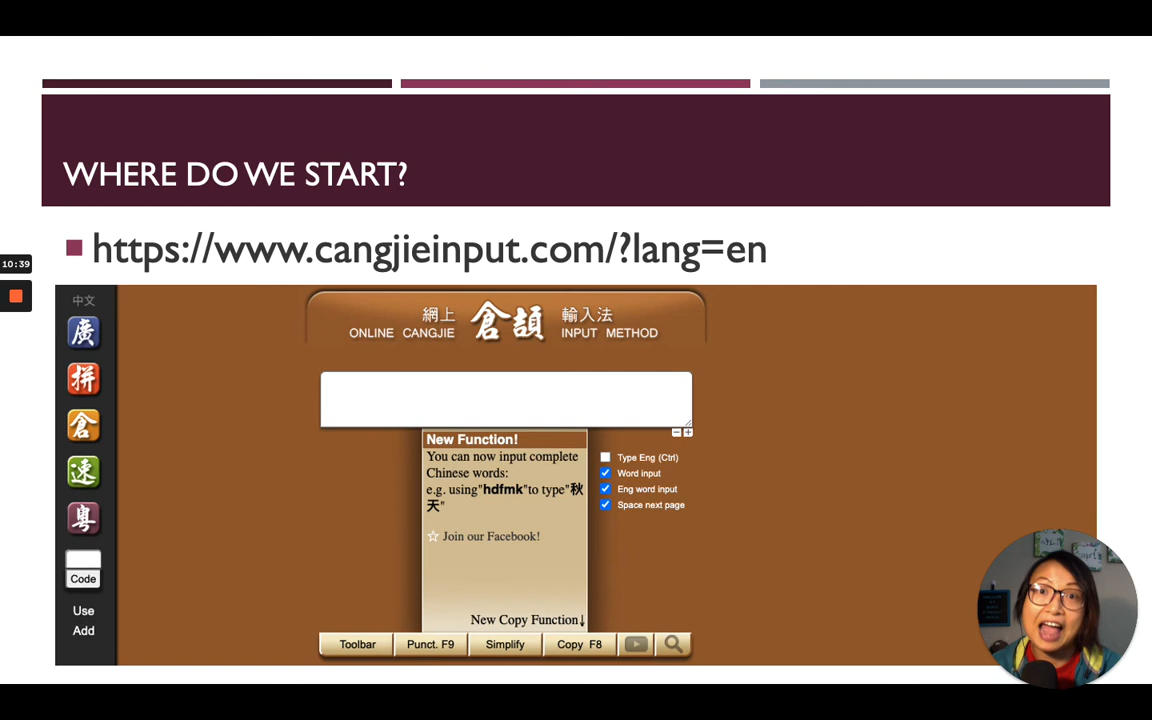 WHERE DO WE START?
https://www.cangjieinput.com/?lang=en
10:39
中文
廣
拼
倉
速
粵
Code
Use
Add
網上 倉頡 輸入法
ONLINE CANGJIE INPUT METHOD
New Function!
You can now input complete
Chinese words:
e.g. using"hdfmk"to type"秋
天"
☆ Join our Facebook!
New Copy Function↓
Type Eng (Ctrl)
Word input
Eng word input
Space next page
Toolbar
Punct. F9
Simplify
Copy F8